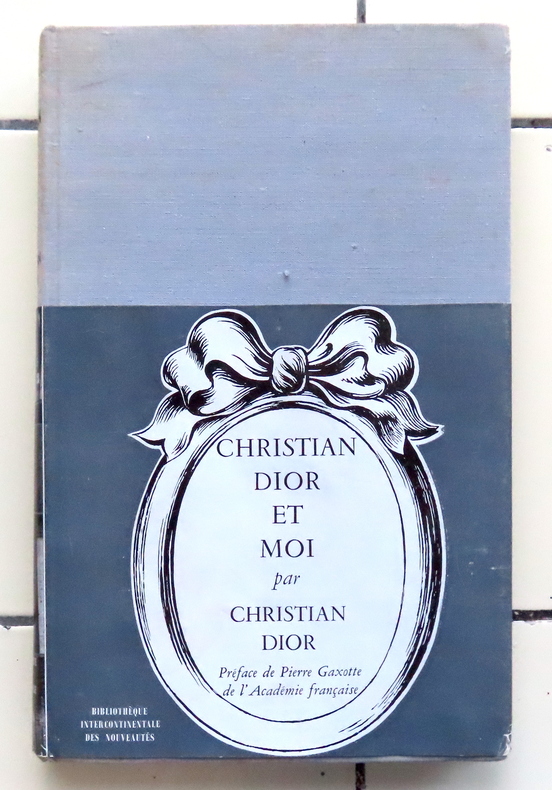 CHRISTIAN
DIOR
ET
MOI
par
CHRISTIAN
DIOR
Préface de Pierre Gaxotte
de l'Académie française
BIBLIOTHÈQUE
INTERCONTINENTALE
DES NOUVEAUTÉS